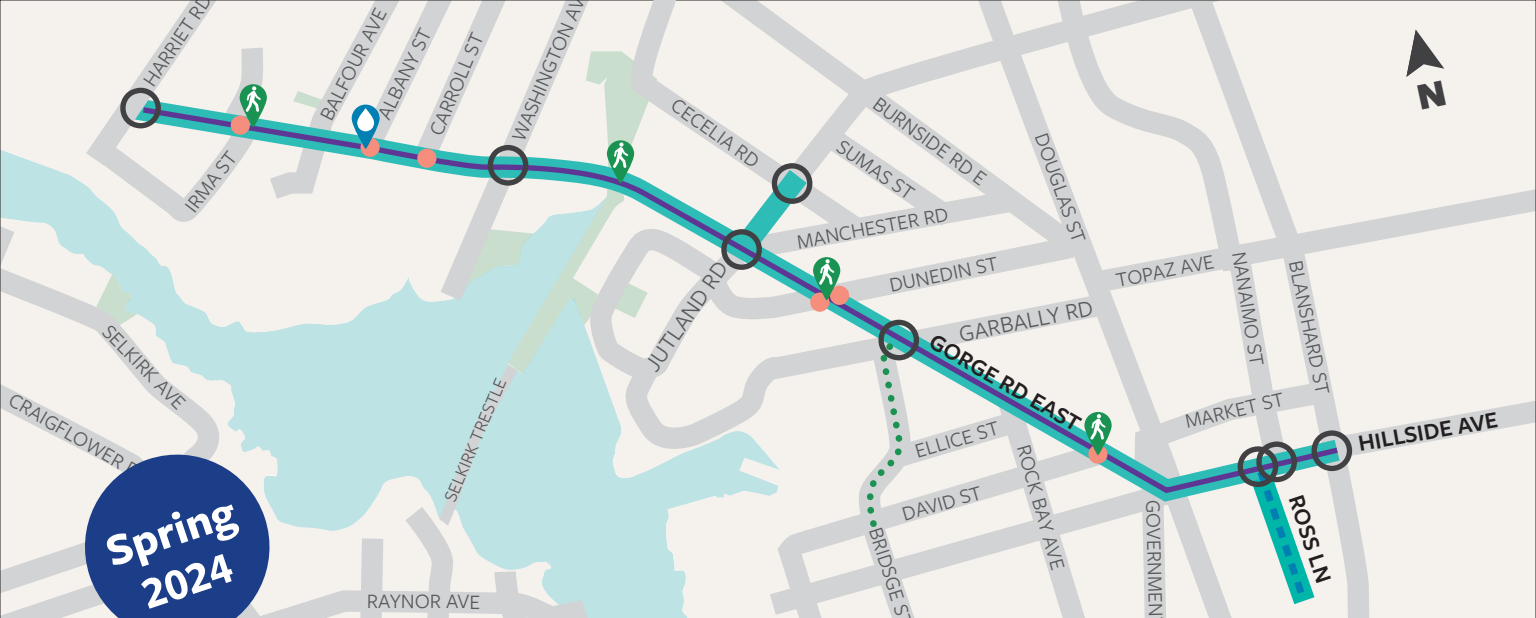 HARRIET RD
BALFOUR AVE
ALBANY ST
CARROLL ST
WASHINGTON AV
IRMA ST
CECELIA RD
BURNSIDE RD E
SUMAS ST
DOUGLAS ST
MANCHESTER RD
DUNEDIN ST
TOPAZ AVE
NANAIMO ST
BLANSHARD ST
GARBALLY RD
JUTLAND RD
GORGE RD EAST
SELKIRK AVE
CRAIGFLOWER R
SELKIRK TRESTLE
ELLICE ST
MARKET ST
HILLSIDE AVE
DAVID ST
ROCK BAY AVE
BRIDSGE ST
GOVERNMEN
ROSS LN
RAYNOR AVE
Spring
2024
N